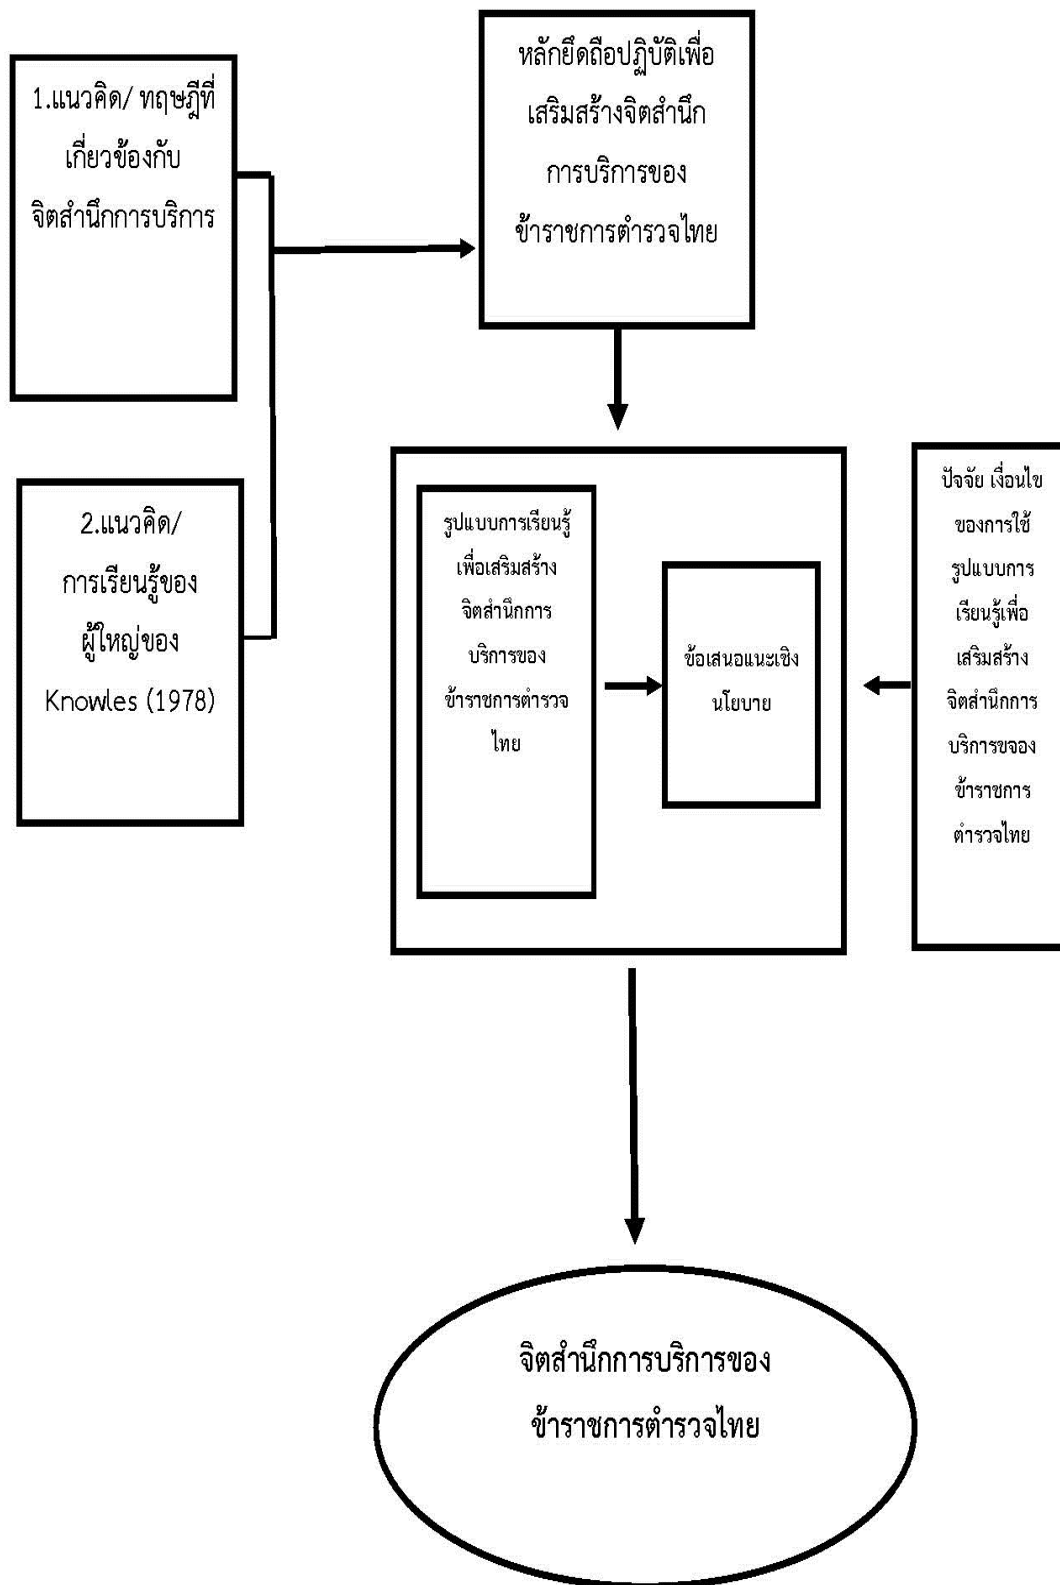 1.แนวคิด/ ทฤษฎีที่
เกี่ยวข้องกับ
จิตสำนึกการบริการ
หลักยึดถือปฏิบัติเพื่อ
เสริมสร้างจิตสำนึก
การบริการของ
ข้าราชการตำรวจไทย
2.แนวคิด/
การเรียนรู้ของ
ผู้ใหญ่ของ
Knowles (1978)
รูปแบบการเรียนรู้
เพื่อเสริมสร้าง
จิตสำนึกการ
บริการของ
ข้าราชการตำรวจ
ไทย
ข้อเสนอแนะเชิง
นโยบาย
ปัจจัย เงื่อนไข
ของการใช้
รูปแบบการ
เรียนรู้เพื่อ
เสริมสร้าง
จิตสำนึกการ
บริการขจอง
ข้าราชการ
ตำรวจไทย
จิตสำนึกการบริการของ
ข้าราชการตำรวจไทย